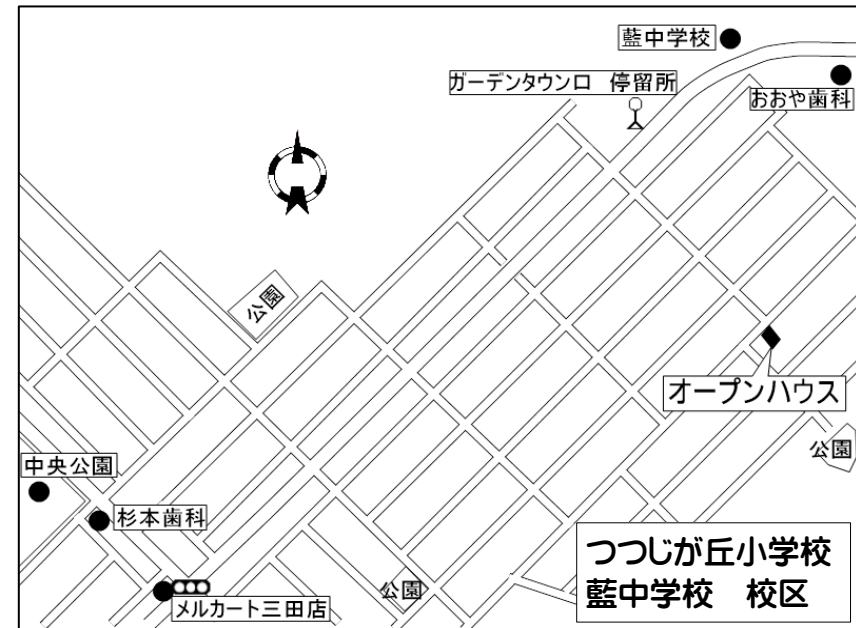 藍中学校
ガーデンタウン口　停留所
おおや歯科
公園
オープンハウス
公園
中央公園
杉本歯科
公園
メルカート三田店
つつじが丘小学校
藍中学校　校区